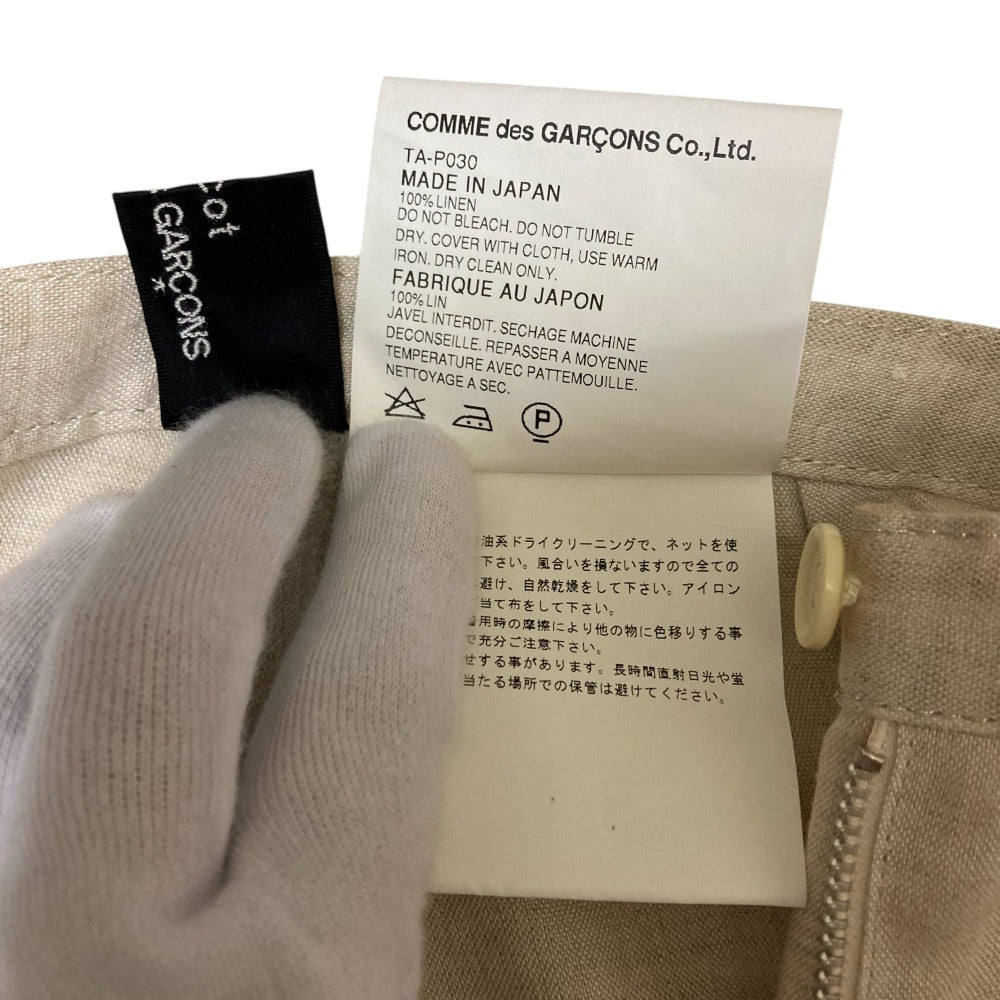 cot
GARCONS
*
COMME des GARÇONS Co.,Ltd.
TA-P030
MADE IN JAPAN
100% LINEN
DO NOT BLEACH. DO NOT TUMBLE
DRY. COVER WITH CLOTH, USE WARM
IRON. DRY CLEAN ONLY.
FABRIQUE AU JAPON
100% LIN
JAVEL INTERDIT. SECHAGE MACHINE
DECONSEILLE. REPASSER A MOYENNE
TEMPERATURE AVEC PATTEMOUILLE.
NETTOYAGE A SEC.
P
油系ドライクリーニングで、ネットを使
下さい。風合いを損ないますので全ての
避け、自然乾燥をして下さい。アイロン
当て布をして下さい。
着用時の摩擦により他の物に色移りする事
で充分ご注意下さい。
せする事があります。長時間直射日光や蛍
当たる場所での保管は避けてください。